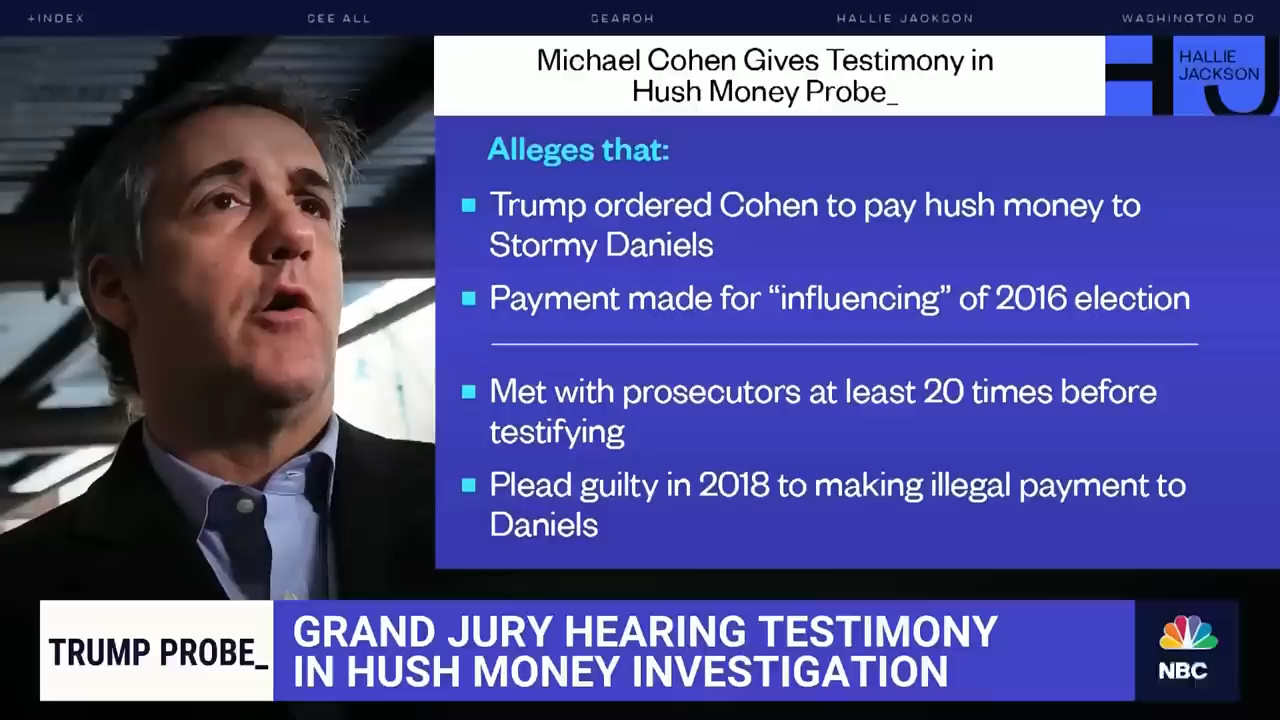 +INDEX
SEE ALL
SEARCH
HALLIE JACKSON
WASHINGTON DC
Michael Cohen Gives Testimony in
Hush Money Probe_
HALLIE
JACKSON
HJ
Alleges that:
Trump ordered Cohen to pay hush money to
Stormy Daniels
Payment made for “influencing” of 2016 election
Met with prosecutors at least 20 times before
testifying
Plead guilty in 2018 to making illegal payment to
Daniels
TRUMP PROBE_
GRAND JURY HEARING TESTIMONY
IN HUSH MONEY INVESTIGATION
NBC